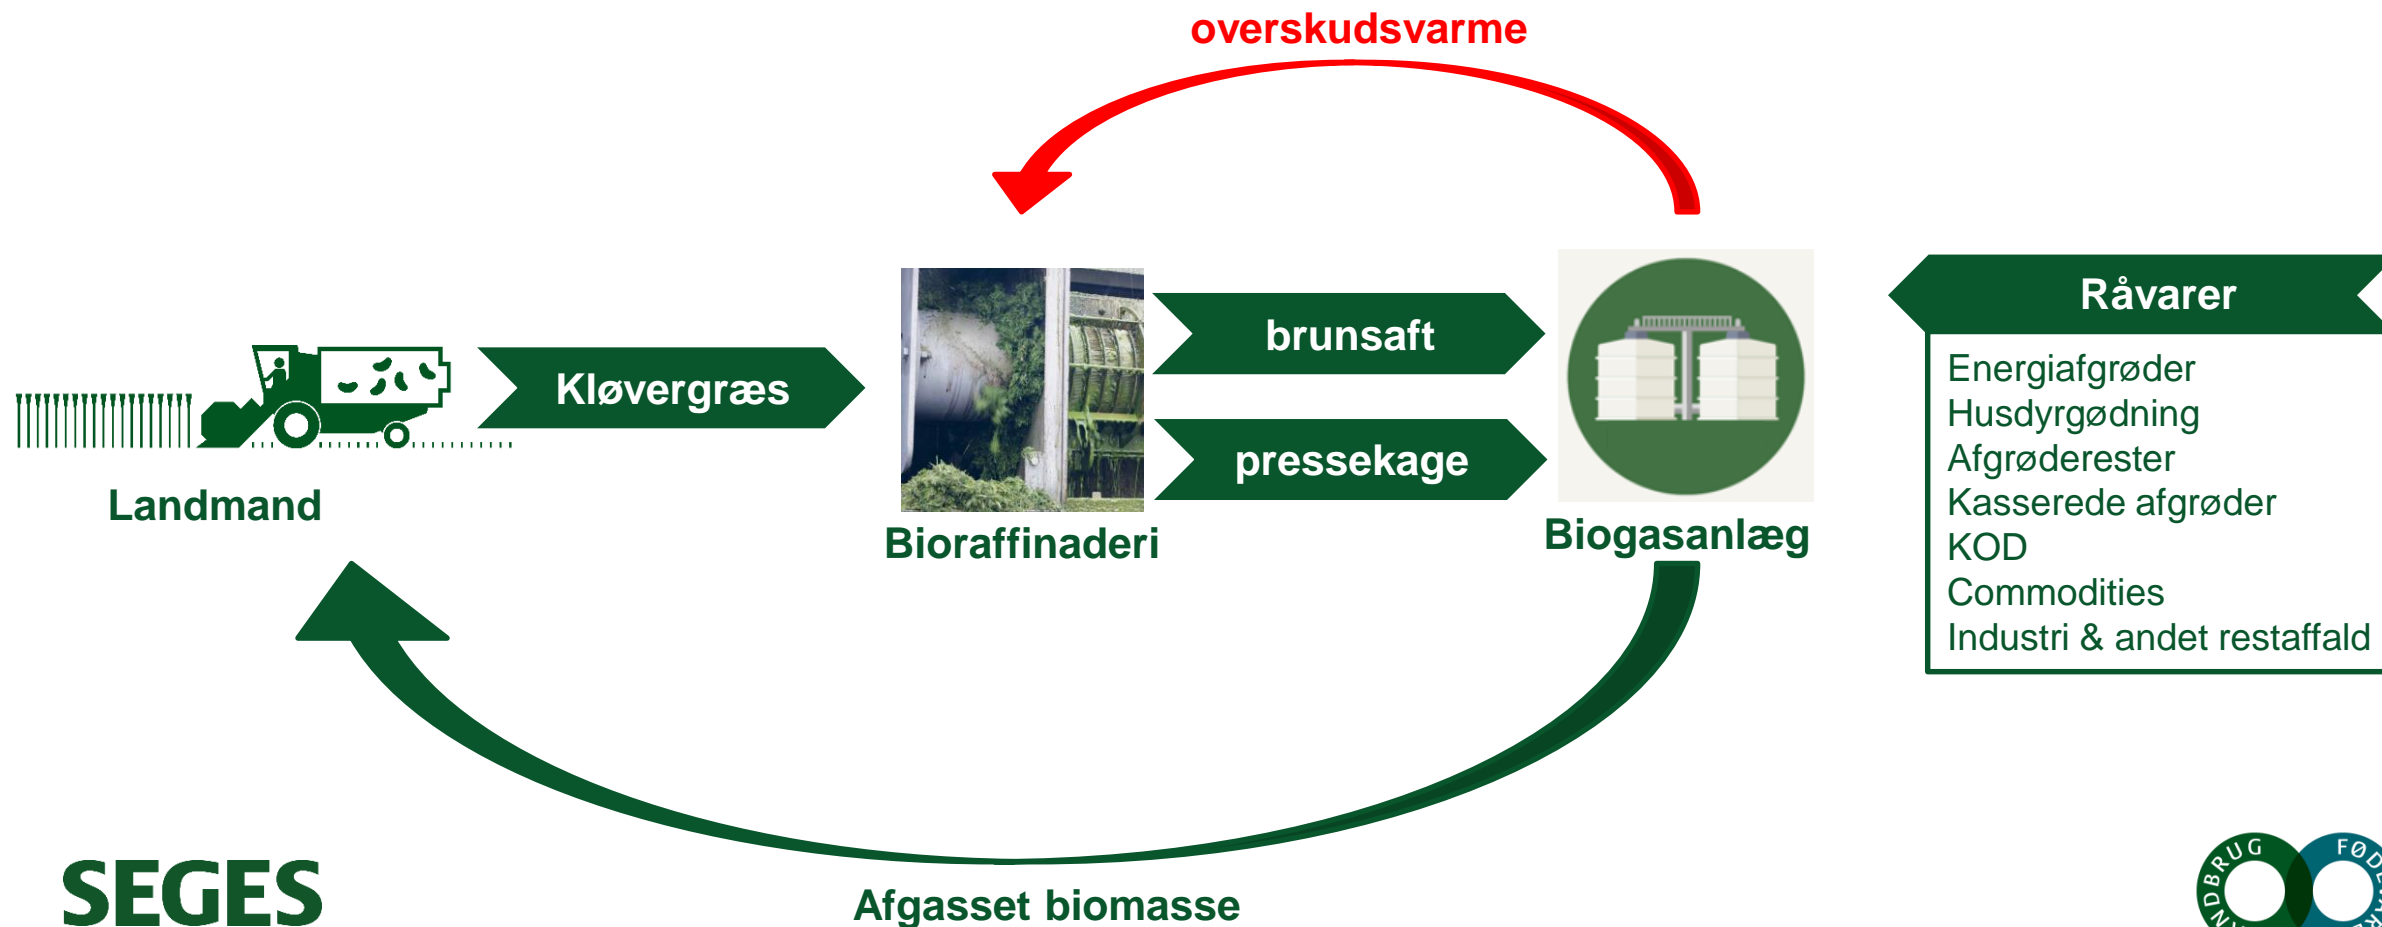 overskudsvarme
Råvarer
brunsaft
Kløvergræs
Energiafgrøder
Husdyrgødning
pressekage
Afgrøderester
Kasserede afgrøder
Landmand
Bioraffinaderi
Biogasanlæg
KOD
Commodities
Industri & andet restaffald
SEGES
Afgasset biomasse